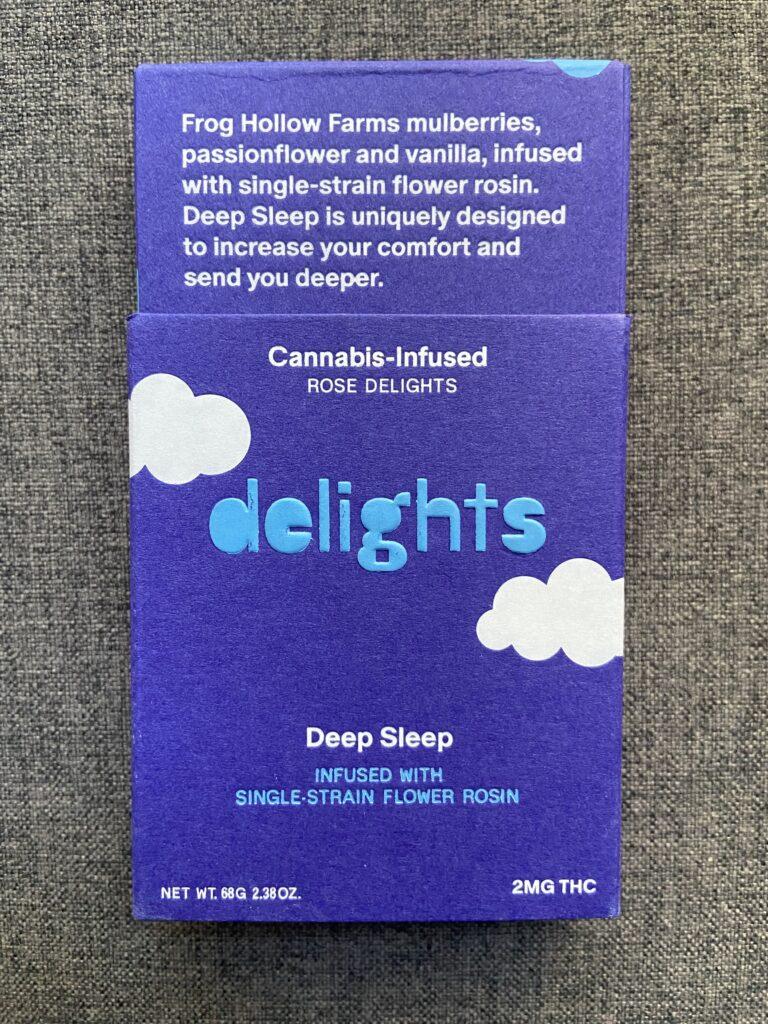 Frog Hollow Farms mulberries,
passionflower and vanilla, infused
with single-strain flower rosin.
Deep Sleep is uniquely designed
to increase your comfort and
send you deeper.
Cannabis-Infused
ROSE DELIGHTS
delights
Deep Sleep
INFUSED WITH
SINGLE-STRAIN FLOWER ROSIN
NET WT. 68G 2.38OZ.
2MG THC